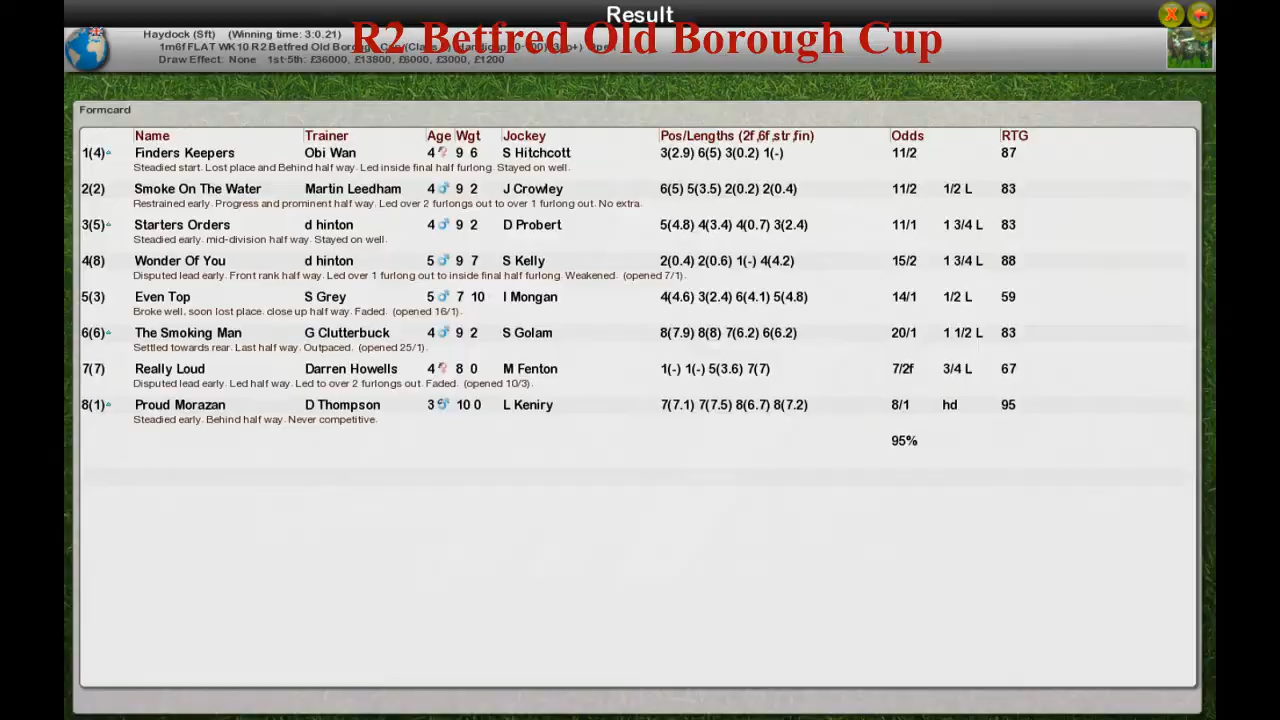 Result
R2 Betfred Old Borough Cup
Haydock (Sft) (Winning time: 3:0.21)
1m6f FLAT WK10 R2 Betfred Old Borough Cup
Draw Effect. None 1st-5th: £36000, £13800, £6000, £3000, £1200
Formcard
Name Trainer Age Wgt Jockey Pos/Lengths (2f,6f,str,fin) Odds RTG
1(4) Finders Keepers Obi Wan 4 9 6 S Hitchcott 3(2.9) 6(5) 3(0.2) 1(-) 11/2 87
Steadied start. Lost place and Behind half way. Led inside final half furlong. Stayed on well.
2(2) Smoke On The Water Martin Leedham 4 9 2 J Crowley 6(5) 5(3.5) 2(0.2) 2(0.4) 11/2 1/2 L 83
Restrained early. Progress and prominent half way. Led over 2 furlongs out to over 1 furlong out. No extra.
3(5) Starters Orders d hinton 4 9 2 D Probert 5(4.8) 4(3.4) 4(0.7) 3(2.4) 11/1 1 3/4 L 83
Steadied early. mid-division half way. Stayed on well.
4(8) Wonder Of You d hinton 5 9 7 S Kelly 2(0.4) 2(0.6) 1(-) 4(4.2) 15/2 1 3/4 L 88
Disputed lead early. Front rank half way. Led over 1 furlong out to inside final half furlong. Weakened. (opened 7/1).
5(3) Even Top S Grey 5 7 10 I Mongan 4(4.6) 3(2.4) 6(4.1) 5(4.8) 14/1 1/2 L 59
Broke well, soon lost place. close up half way. Faded. (opened 16/1).
6(6) The Smoking Man G Clutterbuck 4 9 2 S Golam 8(7.9) 8(8) 7(6.2) 6(6.2) 20/1 1 1/2 L 83
Settled towards rear. Last half way. Outpaced. (opened 25/1).
7(7) Really Loud Darren Howells 4 8 0 M Fenton 1(-) 1(-) 5(3.6) 7(7) 7/2f 3/4 L 67
Disputed lead early. Led half way. Led to over 2 furlongs out. Faded. (opened 10/3).
8(1) Proud Morazan D Thompson 3 10 0 L Keniry 7(7.1) 7(7.5) 8(6.7) 8(7.2) 8/1 hd 95
Steadied early. Behind half way. Never competitive.
95%